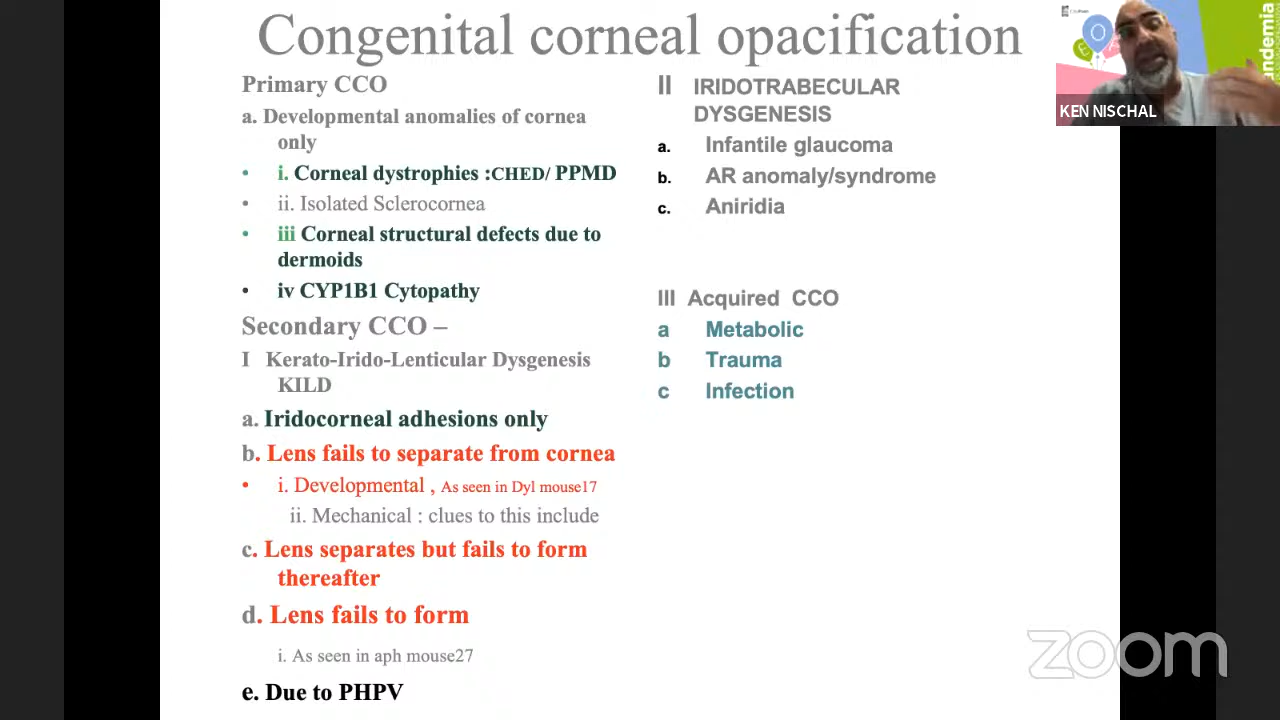 Congenital corneal opacification
Primary CCO
a. Developmental anomalies of cornea
only
• i. Corneal dystrophies :CHED/ PPMD
• ii. Isolated Sclerocornea
• iii Corneal structural defects due to
dermoids
• iv CYP1B1 Cytopathy
Secondary CCO –
I Kerato-Irido-Lenticular Dysgenesis
KILD
a. Iridocorneal adhesions only
b. Lens fails to separate from cornea
• i. Developmental , As seen in Dyl mouse17
ii. Mechanical : clues to this include
c. Lens separates but fails to form
thereafter
d. Lens fails to form
i. As seen in aph mouse27
e. Due to PHPV
II IRIDOTRABECULAR
DYSGENESIS
a. Infantile glaucoma
b. AR anomaly/syndrome
c. Aniridia
III Acquired CCO
a Metabolic
b Trauma
c Infection
KEN NISCHAL
undemia
zoom